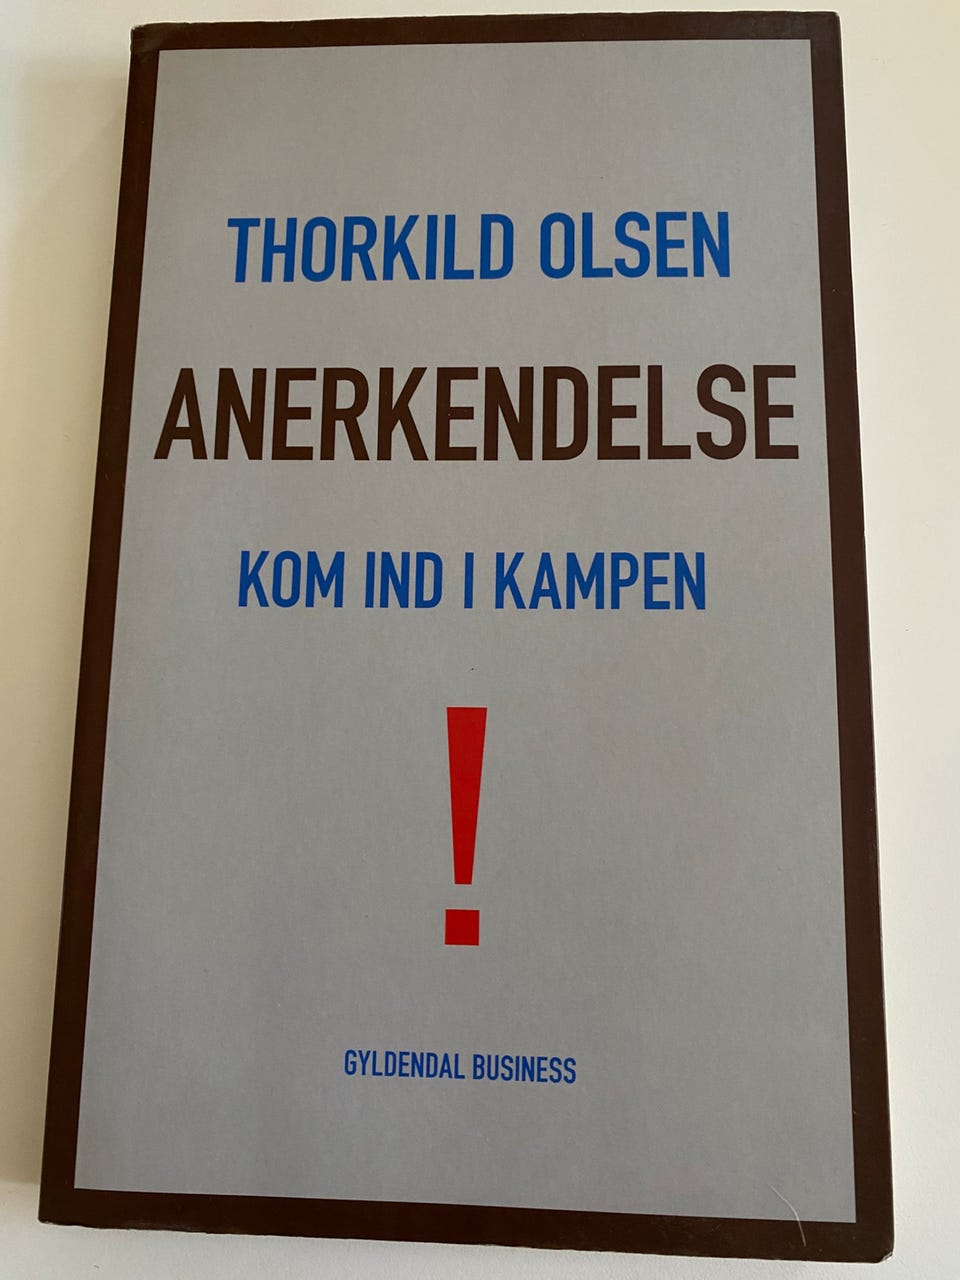 THORKILD OLSEN
ANERKENDELSE
KOM IND I KAMPEN
!
GYLDENDAL BUSINESS